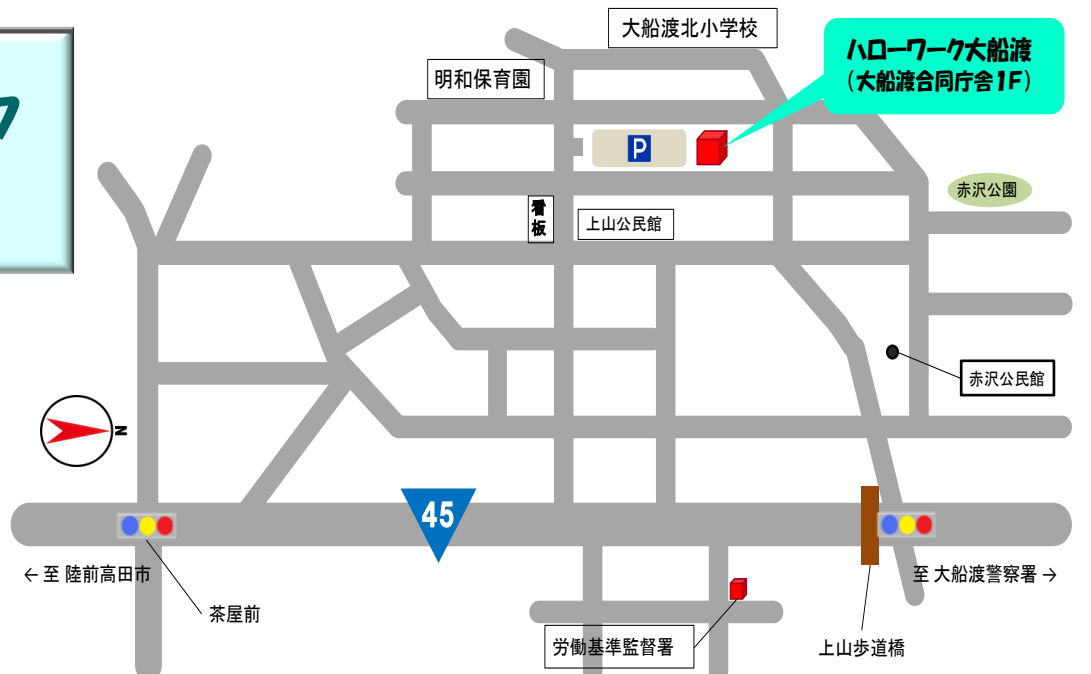 ク
大船渡北小学校
ハローワーク大船渡
（大船渡合同庁舎1F）
明和保育園
P
赤沢公園
看
板
上山公民館
赤沢公民館
N
45
←至 陸前高田市
至 大船渡警察署→
茶屋前
労働基準監督署
上山歩道橋